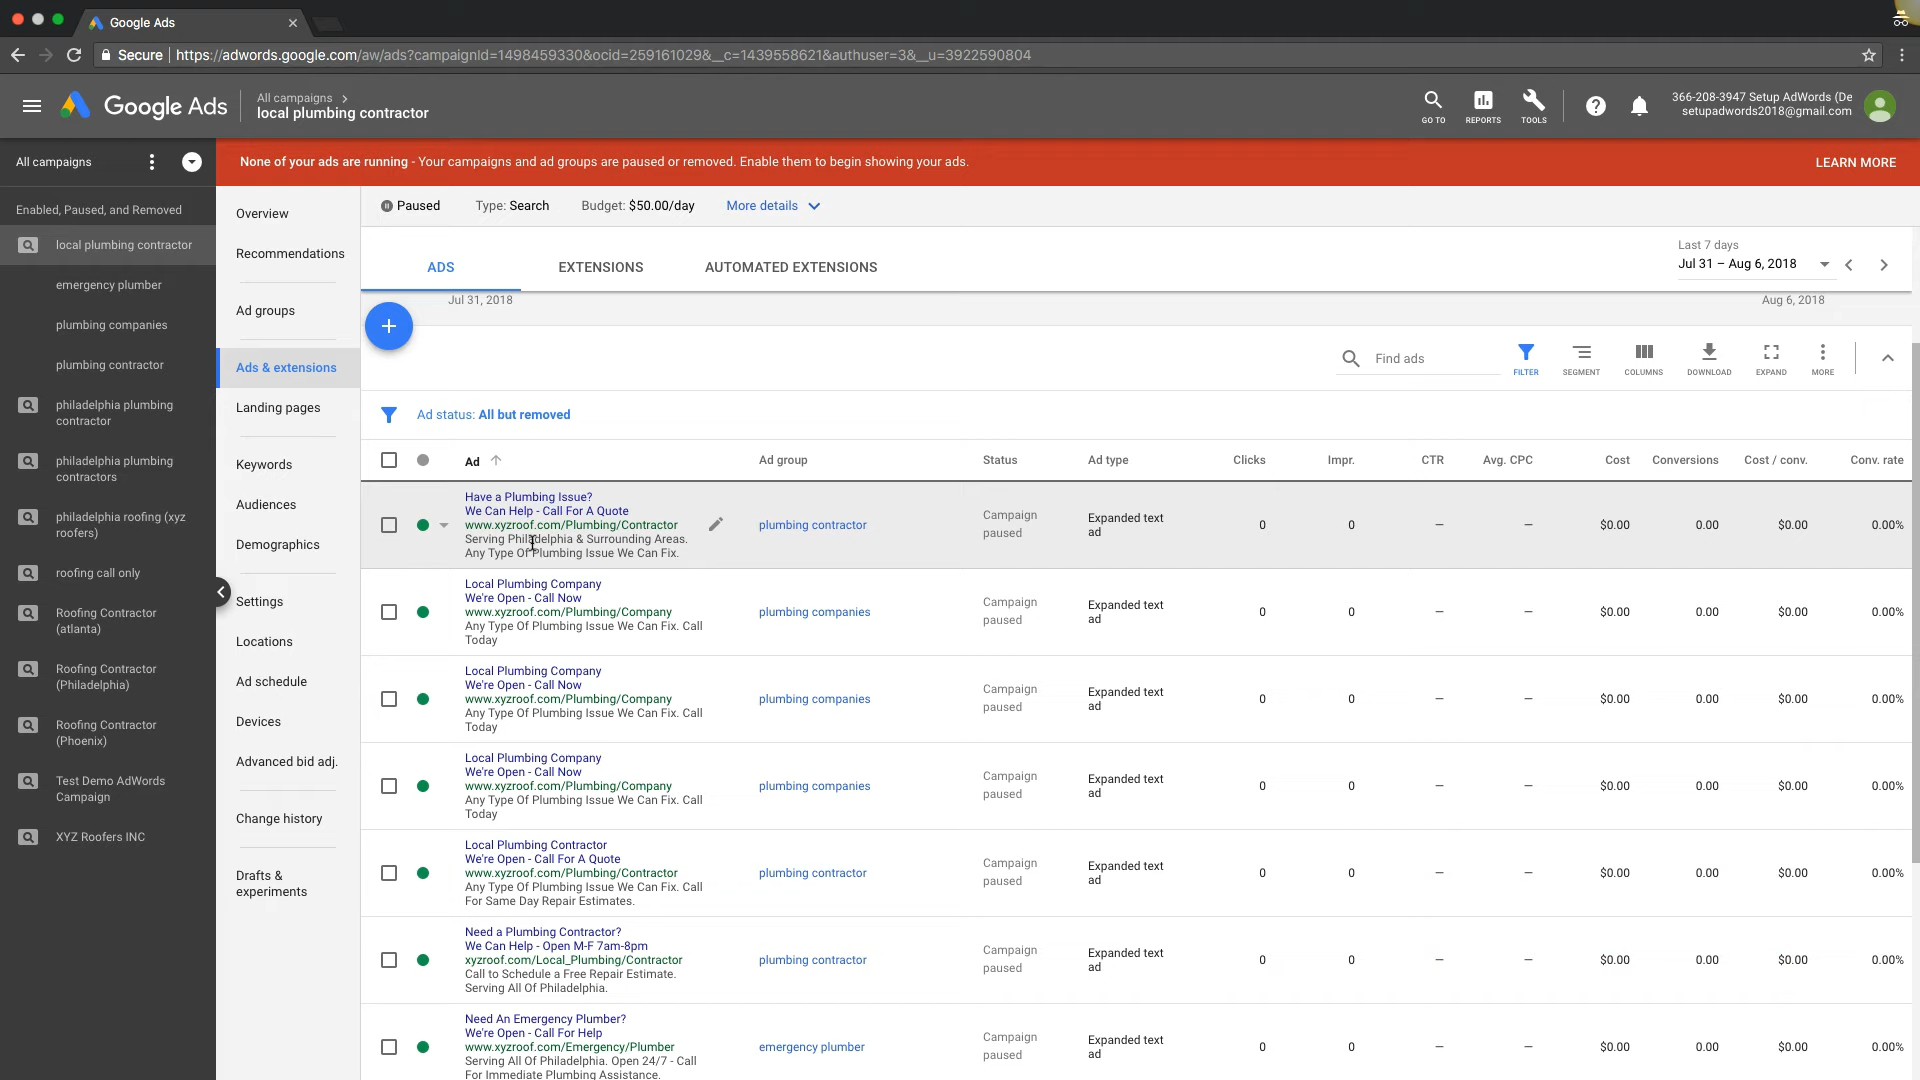 Google Ads
Secure | https://adwords.google.com/aw/ads?campaignId=1498459330&ocid=259161029&__c=1439558621&authuser=3&__u=3922590804
Google Ads
All campaigns >
local plumbing contractor
GO TO
REPORTS
TOOLS
366-208-3947 Setup AdWords (De
setupadwords2018@gmail.com
All campaigns
None of your ads are running - Your campaigns and ad groups are paused or removed. Enable them to begin showing your ads.
LEARN MORE
Enabled, Paused, and Removed
local plumbing contractor
emergency plumber
plumbing companies
plumbing contractor
philadelphia plumbing
contractor
philadelphia plumbing
contractors
philadelphia roofing (xyz
roofers)
roofing call only
Roofing Contractor
(atlanta)
Roofing Contractor
(Philadelphia)
Roofing Contractor
(Phoenix)
Test Demo AdWords
Campaign
XYZ Roofers INC
Overview
Recommendations
Ad groups
Ads & extensions
Landing pages
Keywords
Audiences
Demographics
Settings
Locations
Ad schedule
Devices
Advanced bid adj.
Change history
Drafts &
experiments
Paused
Type: Search
Budget: $50.00/day
More details
ADS
EXTENSIONS
AUTOMATED EXTENSIONS
Last 7 days
Jul 31 – Aug 6, 2018
Jul 31, 2018
Aug 6, 2018
Find ads
FILTER
SEGMENT
COLUMNS
DOWNLOAD
EXPAND
MORE
Ad status: All but removed
Ad
Ad group
Status
Ad type
Clicks
Impr.
CTR
Avg. CPC
Cost
Conversions
Cost / conv.
Conv. rate
Have a Plumbing Issue?
We Can Help - Call For A Quote
www.xyzroof.com/Plumbing/Contractor
Serving Philadelphia & Surrounding Areas.
Any Type Of Plumbing Issue We Can Fix.
plumbing contractor
Campaign
paused
Expanded text
ad
0
0
–
–
$0.00
0.00
$0.00
0.00%
Local Plumbing Company
We're Open - Call Now
www.xyzroof.com/Plumbing/Company
Any Type Of Plumbing Issue We Can Fix. Call
Today
plumbing companies
Campaign
paused
Expanded text
ad
0
0
–
–
$0.00
0.00
$0.00
0.00%
Local Plumbing Company
We're Open - Call Now
www.xyzroof.com/Plumbing/Company
Any Type Of Plumbing Issue We Can Fix. Call
Today
plumbing companies
Campaign
paused
Expanded text
ad
0
0
–
–
$0.00
0.00
$0.00
0.00%
Local Plumbing Company
We're Open - Call Now
www.xyzroof.com/Plumbing/Company
Any Type Of Plumbing Issue We Can Fix. Call
Today
plumbing companies
Campaign
paused
Expanded text
ad
0
0
–
–
$0.00
0.00
$0.00
0.00%
Local Plumbing Contractor
We're Open - Call For A Quote
www.xyzroof.com/Plumbing/Contractor
Any Type Of Plumbing Issue We Can Fix. Call
For Same Day Repair Estimates.
plumbing contractor
Campaign
paused
Expanded text
ad
0
0
–
–
$0.00
0.00
$0.00
0.00%
Need a Plumbing Contractor?
We Can Help - Open M-F 7am-8pm
xyzroof.com/Local_Plumbing/Contractor
Call to Schedule a Free Repair Estimate.
Serving All Of Philadelphia.
plumbing contractor
Campaign
paused
Expanded text
ad
0
0
–
–
$0.00
0.00
$0.00
0.00%
Need An Emergency Plumber?
We're Open - Call For Help
www.xyzroof.com/Emergency/Plumber
Serving All Of Philadelphia. Open 24/7 - Call
For Immediate Plumbing Assistance.
emergency plumber
Campaign
paused
Expanded text
ad
0
0
–
–
$0.00
0.00
$0.00
0.00%